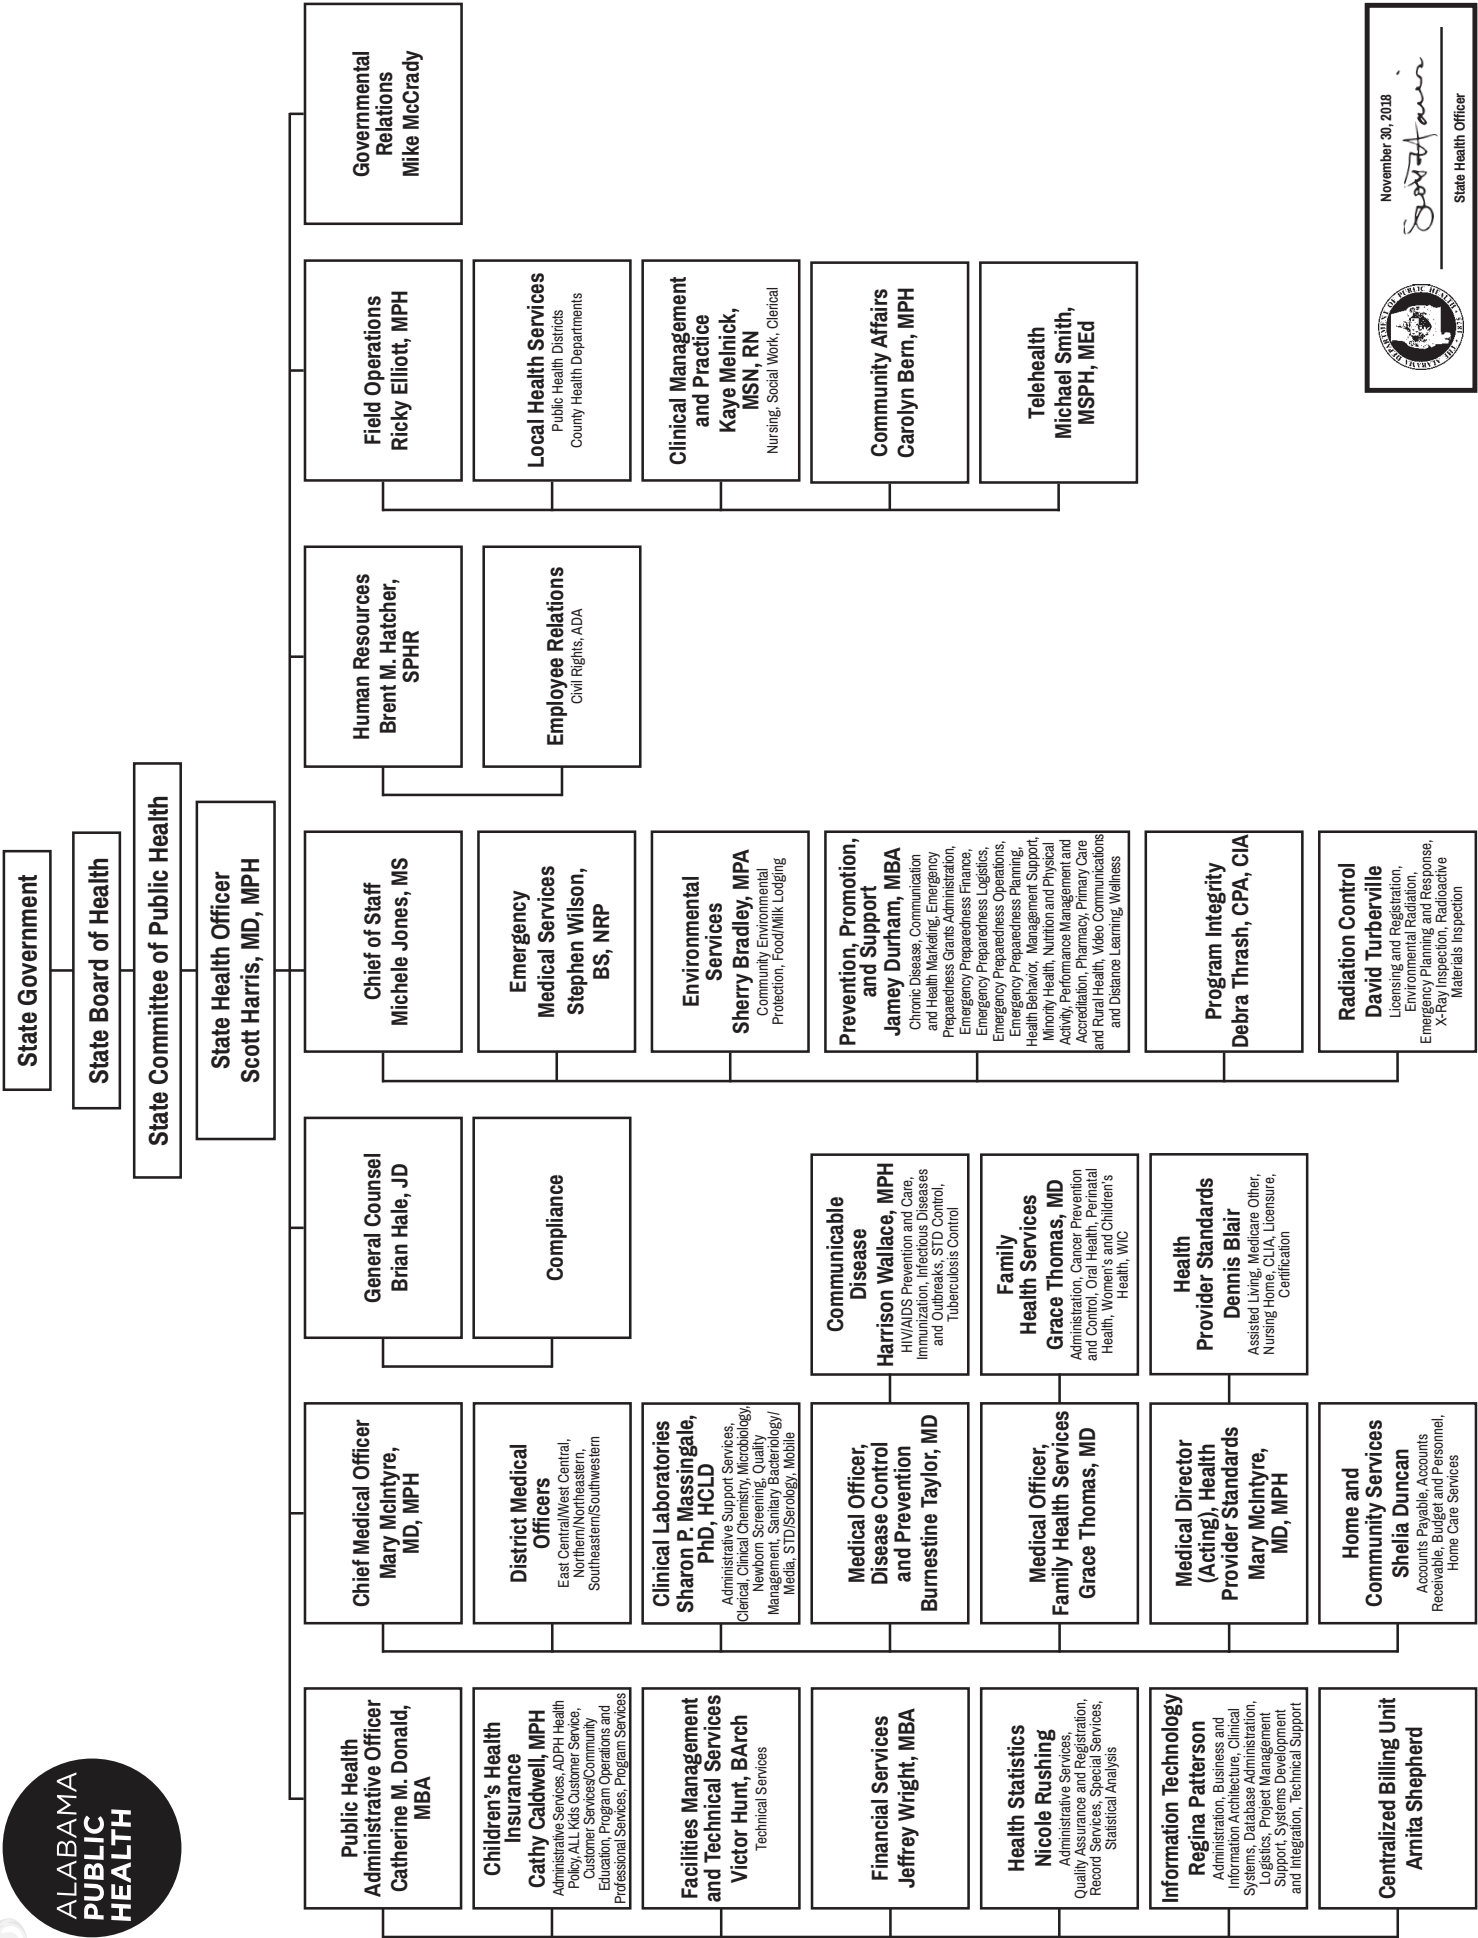 ALABAMA
PUBLIC
HEALTH
State Government
State Board of Health
State Committee of Public Health
State Health Officer
Scott Harris, MD, MPH
Public Health
Administrative Officer
Catherine M. Donald,
MBA
Children's Health
Insurance
Cathy Caldwell, MPH
Administrative Services, ADPH Health
Policy, ALL Kids Customer Service,
Customer Services/Community
Education, Program Operations and
Professional Services, Program Services
Facilities Management
and Technical Services
Victor Hunt, BArch
Technical Services
Financial Services
Jeffrey Wright, MBA
Health Statistics
Nicole Rushing
Administrative Services,
Quality Assurance and Registration,
Record Services, Special Services,
Statistical Analysis
Information Technology
Regina Patterson
Administration, Business and
Information Architecture, Clinical
Systems, Database Administration,
Logistics, Project Management
Support, Systems Development
and Integration, Technical Support
Centralized Billing Unit
Arnita Shepherd
Chief Medical Officer
Mary McIntyre,
MD, MPH
District Medical
Officers
East Central/West Central,
Northern/Northeastern,
Southeastern/Southwestern
Clinical Laboratories
Sharon P. Massingale,
PhD, HCLD
Administrative Support Services,
Clerical, Clinical Chemistry, Microbiology,
Newborn Screening, Quality
Management, Sanitary Bacteriology/
Media, STD/Serology, Mobile
Medical Officer,
Disease Control
and Prevention
Burnestine Taylor, MD
Communicable
Disease
Harrison Wallace, MPH
HIV/AIDS Prevention and Care,
Immunization, Infectious Diseases
and Outbreaks, STD Control,
Tuberculosis Control
Medical Officer,
Family Health Services
Grace Thomas, MD
Family
Health Services
Grace Thomas, MD
Administration, Cancer Prevention
and Control, Oral Health, Perinatal
Health, Women's and Children's
Health, WIC
Medical Director
(Acting), Health
Provider Standards
Mary McIntyre,
MD, MPH
Health
Provider Standards
Dennis Blair
Assisted Living, Medicare Other,
Nursing Home, CLIA, Licensure,
Certification
Home and
Community Services
Shelia Duncan
Accounts Payable, Accounts
Receivable, Budget and Personnel,
Home Care Services
General Counsel
Brian Hale, JD
Compliance
Chief of Staff
Michele Jones, MS
Emergency
Medical Services
Stephen Wilson,
BS, NRP
Environmental
Services
Sherry Bradley, MPA
Community Environmental
Protection, Food/Milk Lodging
Prevention, Promotion,
and Support
Jamey Durham, MBA
Chronic Disease, Communication
and Health Marketing, Emergency
Preparedness Grants Administration,
Emergency Preparedness Finance,
Emergency Preparedness Logistics,
Emergency Preparedness Operations,
Emergency Preparedness Planning,
Health Behavior, Management Support,
Minority Health, Nutrition and Physical
Activity, Performance Management and
Accreditation, Pharmacy, Primary Care
and Rural Health, Video Communications
and Distance Learning, Wellness
Program Integrity
Debra Thrash, CPA, CIA
Radiation Control
David Turberville
Licensing and Registration,
Environmental Radiation,
Emergency Planning and Response,
X-Ray Inspection, Radioactive
Materials Inspection
Human Resources
Brent M. Hatcher,
SPHR
Employee Relations
Civil Rights, ADA
Field Operations
Ricky Elliott, MPH
Local Health Services
Public Health Districts
County Health Departments
Clinical Management
and Practice
Kaye Melnick,
MSN, RN
Nursing, Social Work, Clerical
Community Affairs
Carolyn Bern, MPH
Telehealth
Michael Smith,
MSPH, MEd
Governmental
Relations
Mike McCrady
THE ALABAMA DEPARTMENT OF PUBLIC HEALTH · 1875 ·
November 30, 2018
Scott Harris
State Health Officer